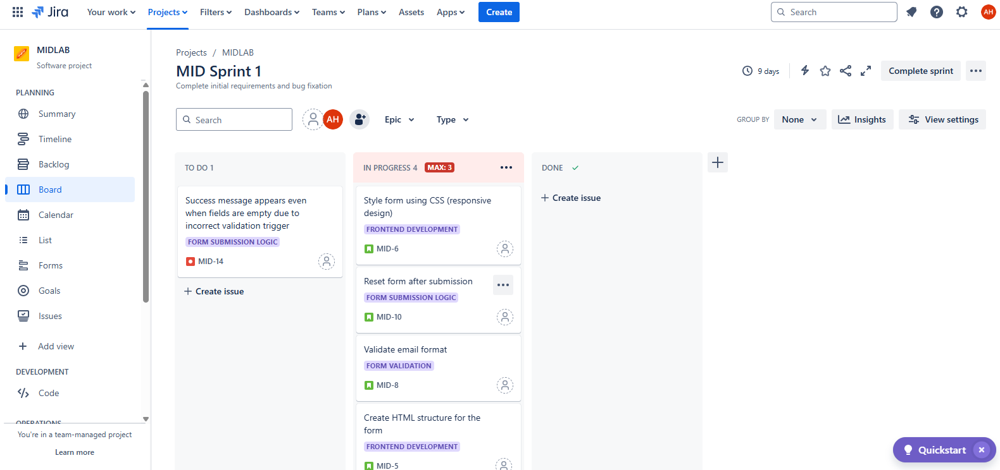 Jira
Your work
Projects
Filters
Dashboards
Teams
Plans
Assets
Apps
Create
Search
AH
MIDLAB
Software project
PLANNING
Summary
Timeline
Backlog
Board
Calendar
List
Forms
Goals
Issues
Add view
DEVELOPMENT
Code
OPERATIONS
You're in a team-managed project
Learn more
Projects / MIDLAB
MID Sprint 1
Complete initial requirements and bug fixation
9 days
Complete sprint
Search
AH
Epic
Type
GROUP BY
None
Insights
View settings
TO DO 1
Success message appears even
when fields are empty due to
incorrect validation trigger
FORM SUBMISSION LOGIC
MID-14
Create issue
IN PROGRESS 4 MAX: 3
Style form using CSS (responsive
design)
FRONTEND DEVELOPMENT
MID-6
Reset form after submission
FORM SUBMISSION LOGIC
MID-10
Validate email format
FORM VALIDATION
MID-8
Create HTML structure for the
form
FRONTEND DEVELOPMENT
MID-5
DONE
Create issue
Quickstart